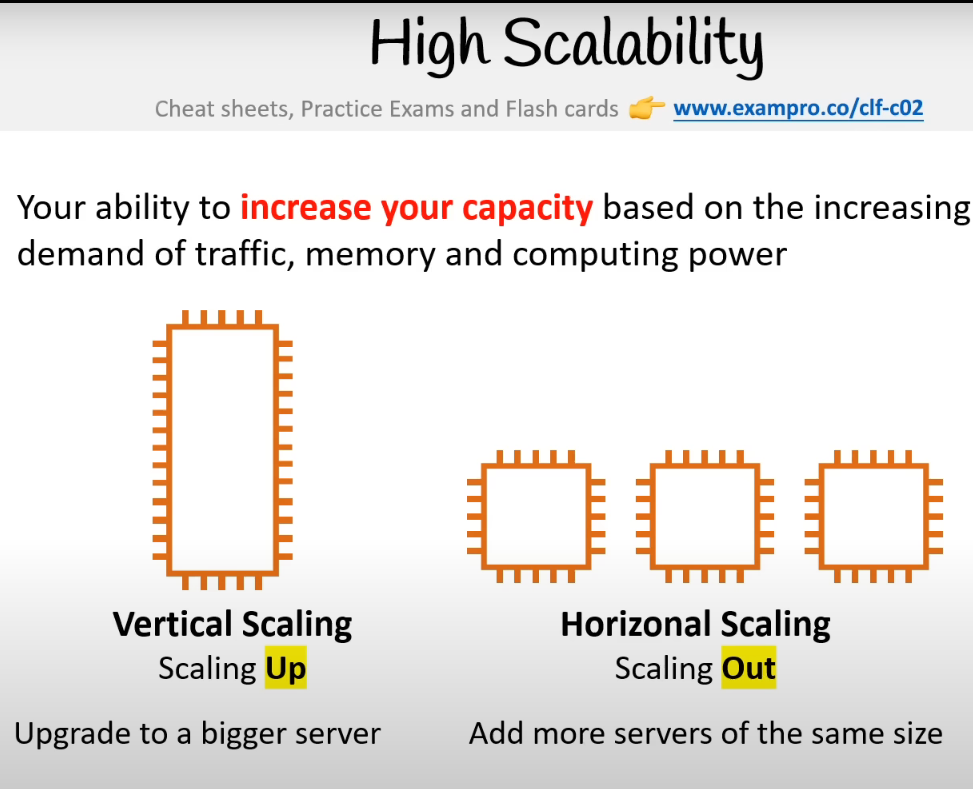 High Scalability
Cheat sheets, Practice Exams and Flash cards 👉 www.exampro.co/clf-c02
Your ability to increase your capacity based on the increasing
demand of traffic, memory and computing power
Vertical Scaling
Scaling Up
Upgrade to a bigger server
Horizonal Scaling
Scaling Out
Add more servers of the same size